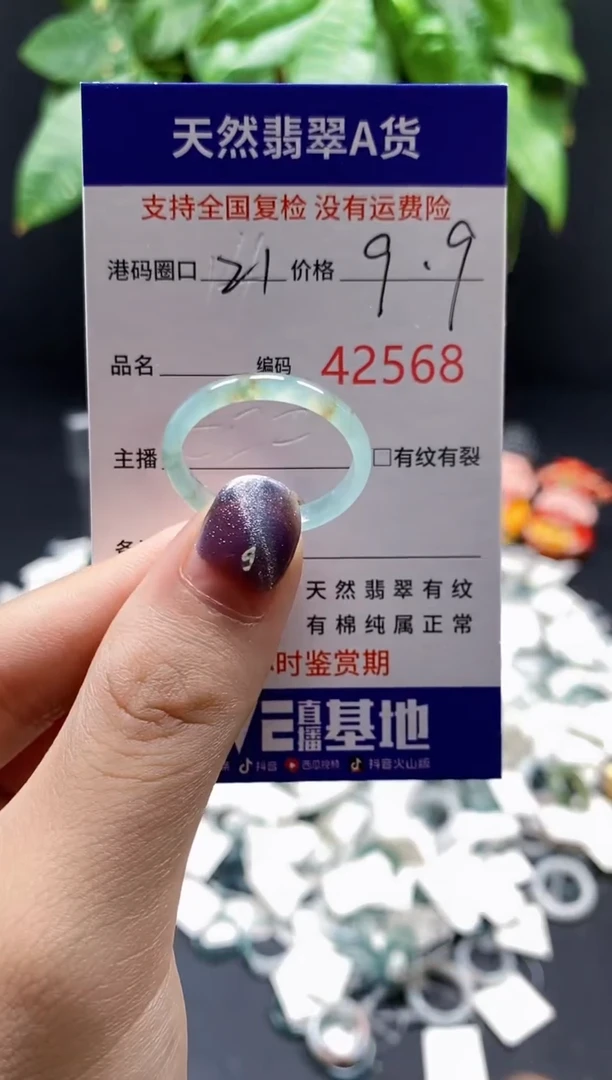 天然翡翠A货
支持全国复检 没有运费险
港码圈口 21 价格 9.9
品名 编码 42568
主播 □有纹有裂
天然翡翠有纹
有棉纯属正常
时鉴赏期
直播基地
抖音 西瓜视频 抖音火山版